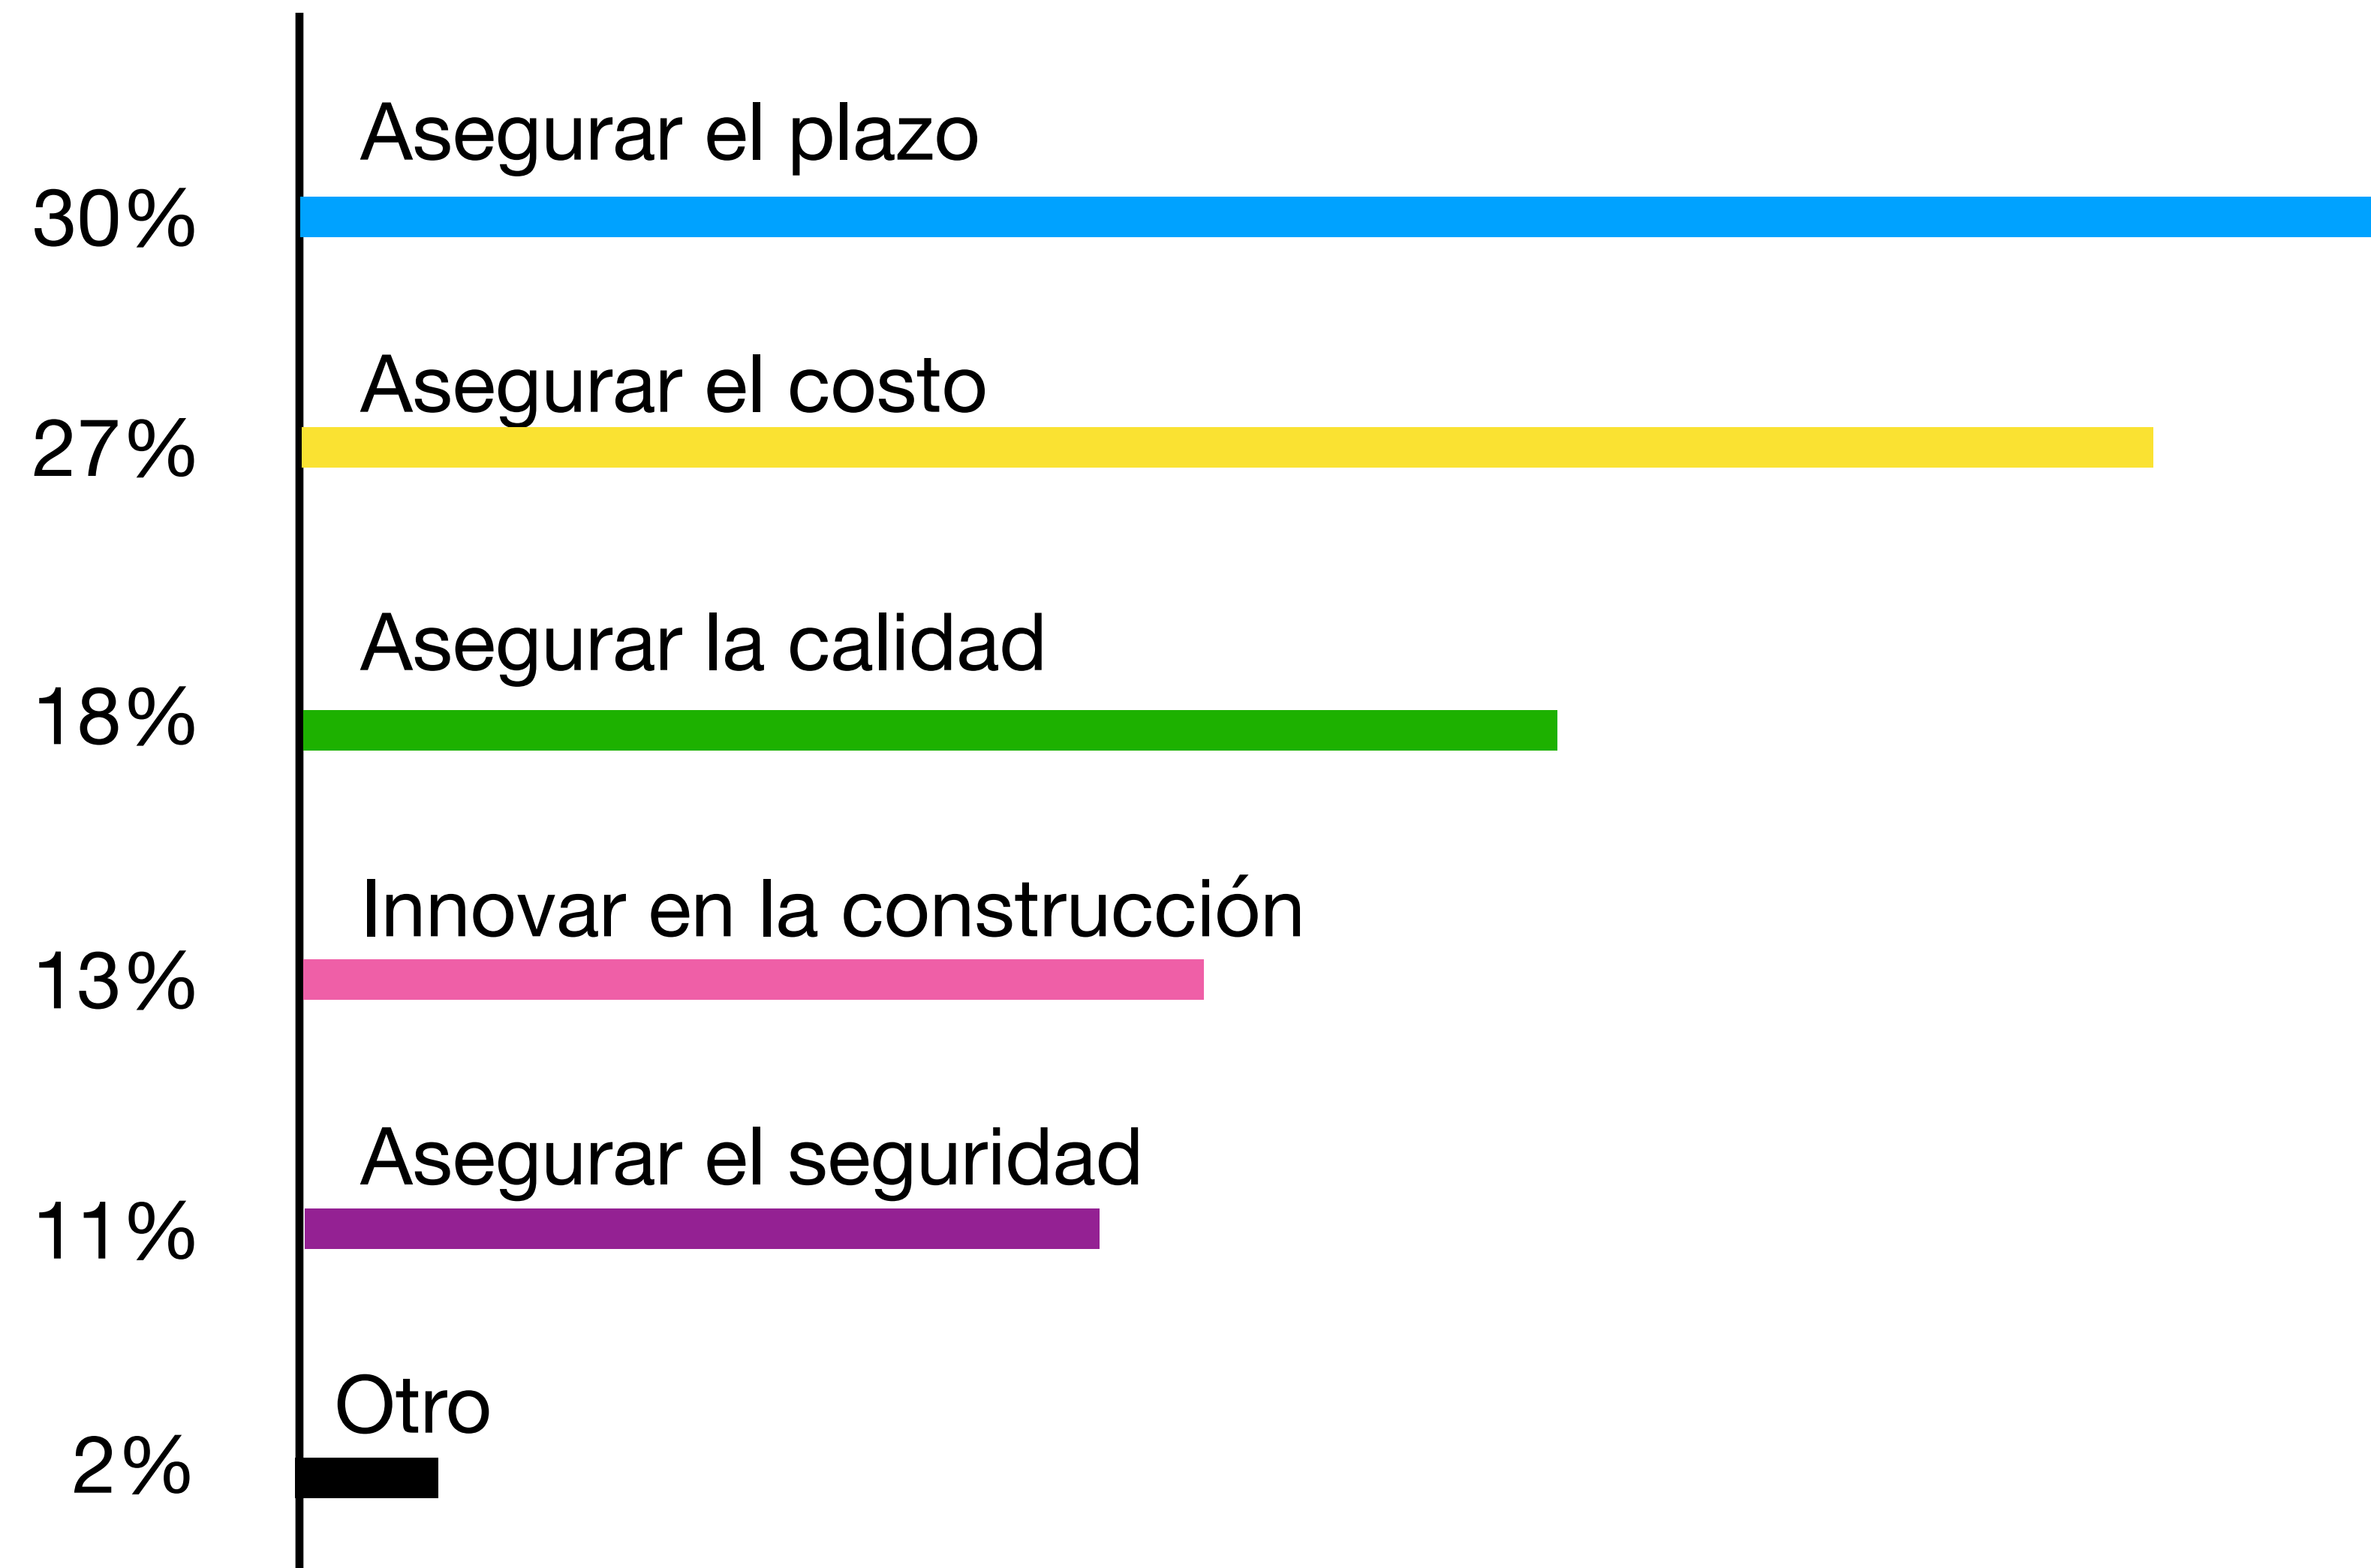 Asegurar el plazo
30%
Asegurar el costo
27%
Asegurar la calidad
18%
Innovar en la construcción
13%
Asegurar el seguridad
11%
Otro
2%